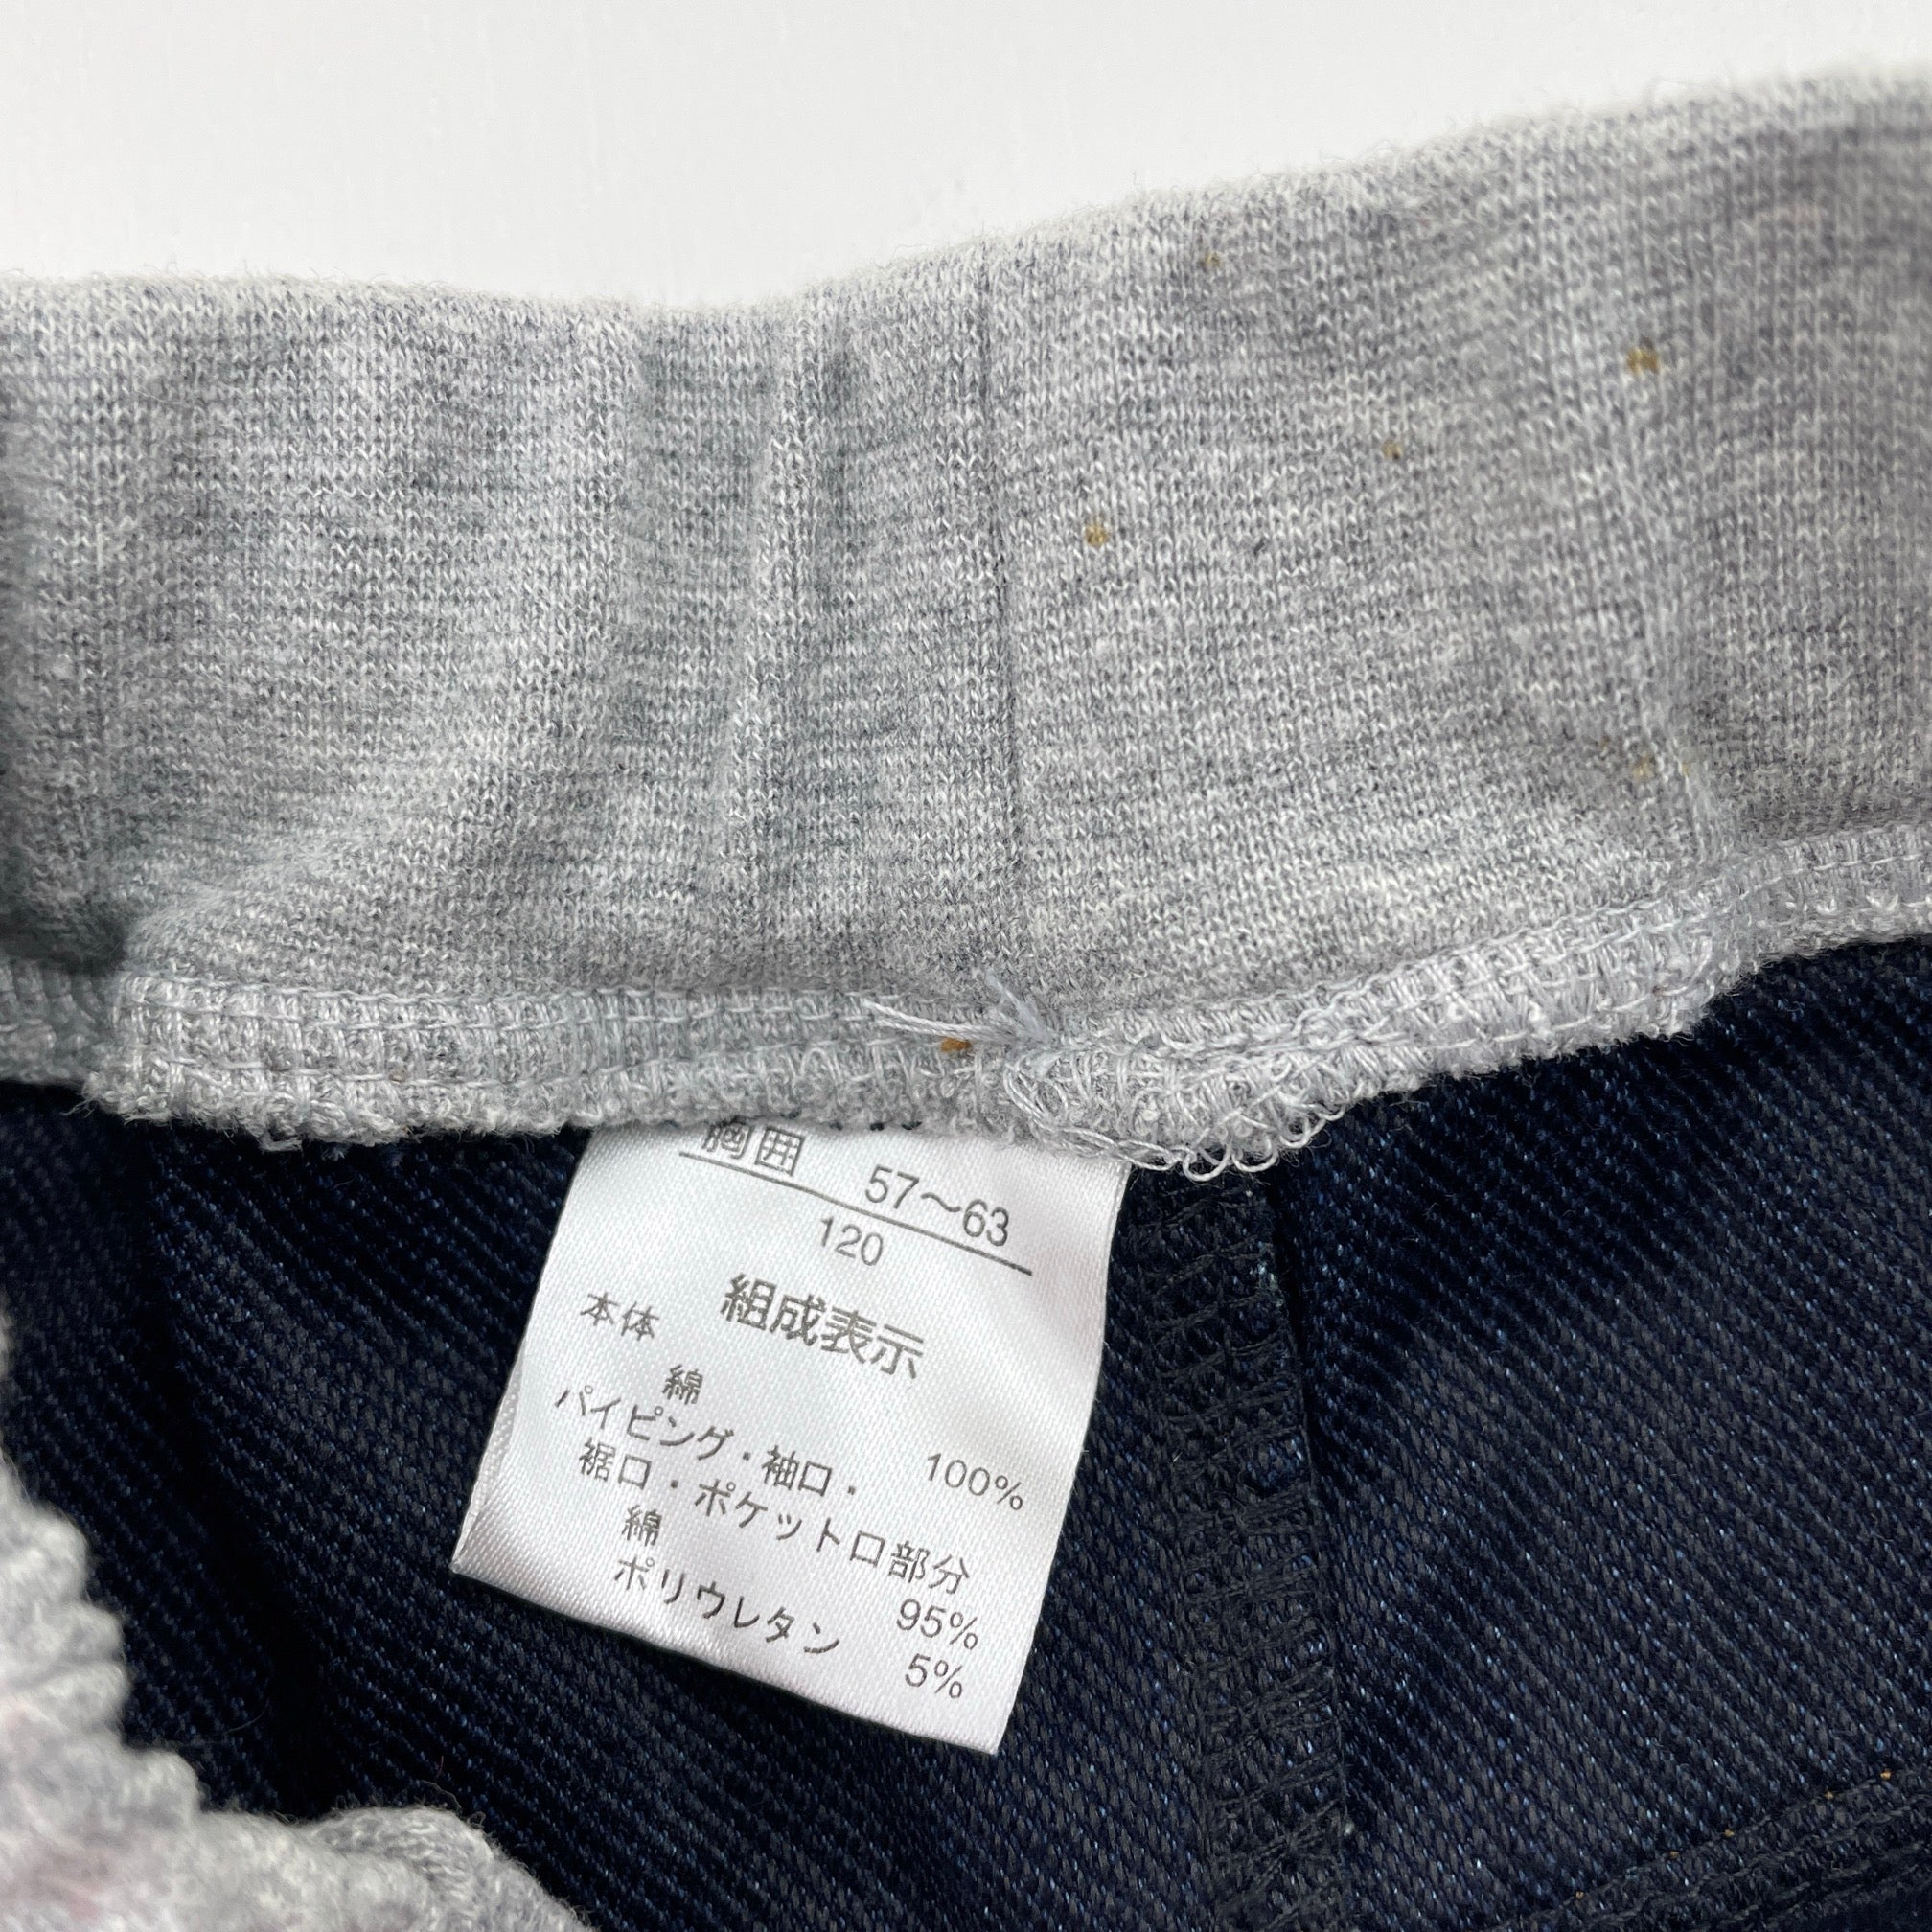 胸囲 57～63
120
組成表示
本体
綿 100%
パイピング・袖口・
裾口・ポケット口部分
綿 95%
ポリウレタン 5%